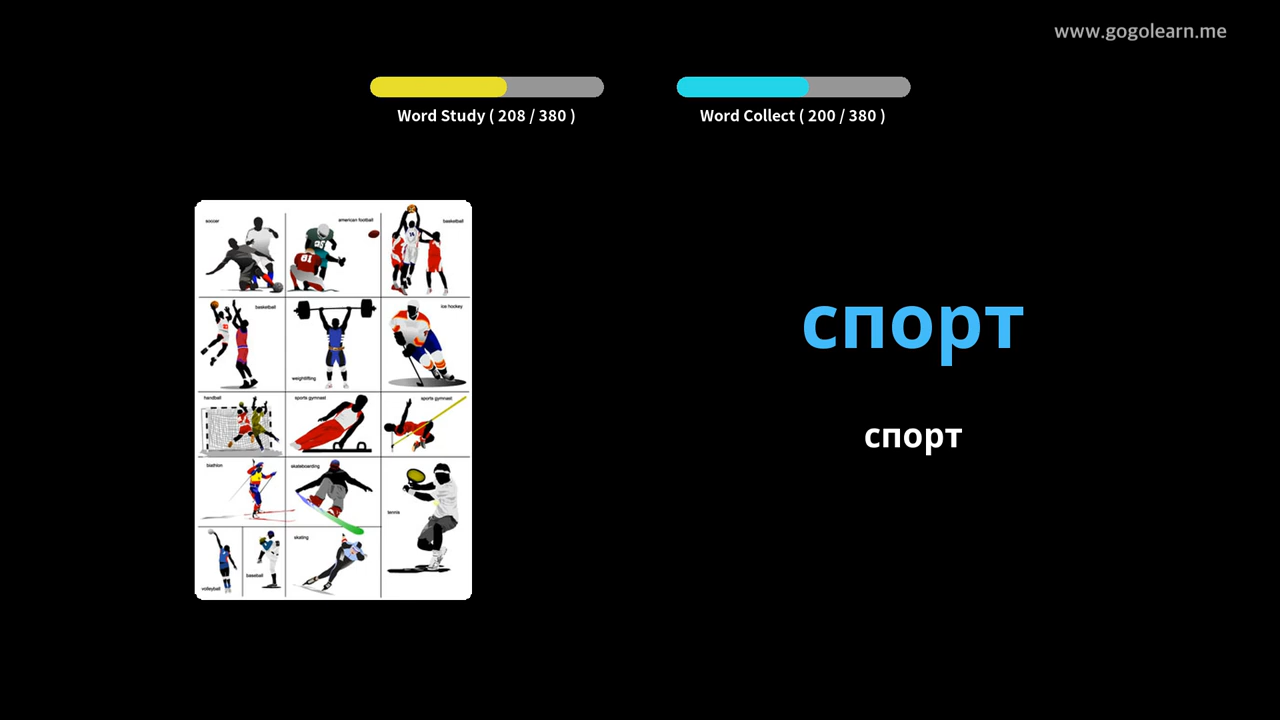 www.gogolearn.me
Word Study ( 208 / 380 )
Word Collect ( 200 / 380 )
soccer
american football
basketball
basketball
weightlifting
ice hockey
handball
sports gymnast
sports gymnast
biathlon
skateboarding
tennis
volleyball
baseball
skating
81
спорт
спорт